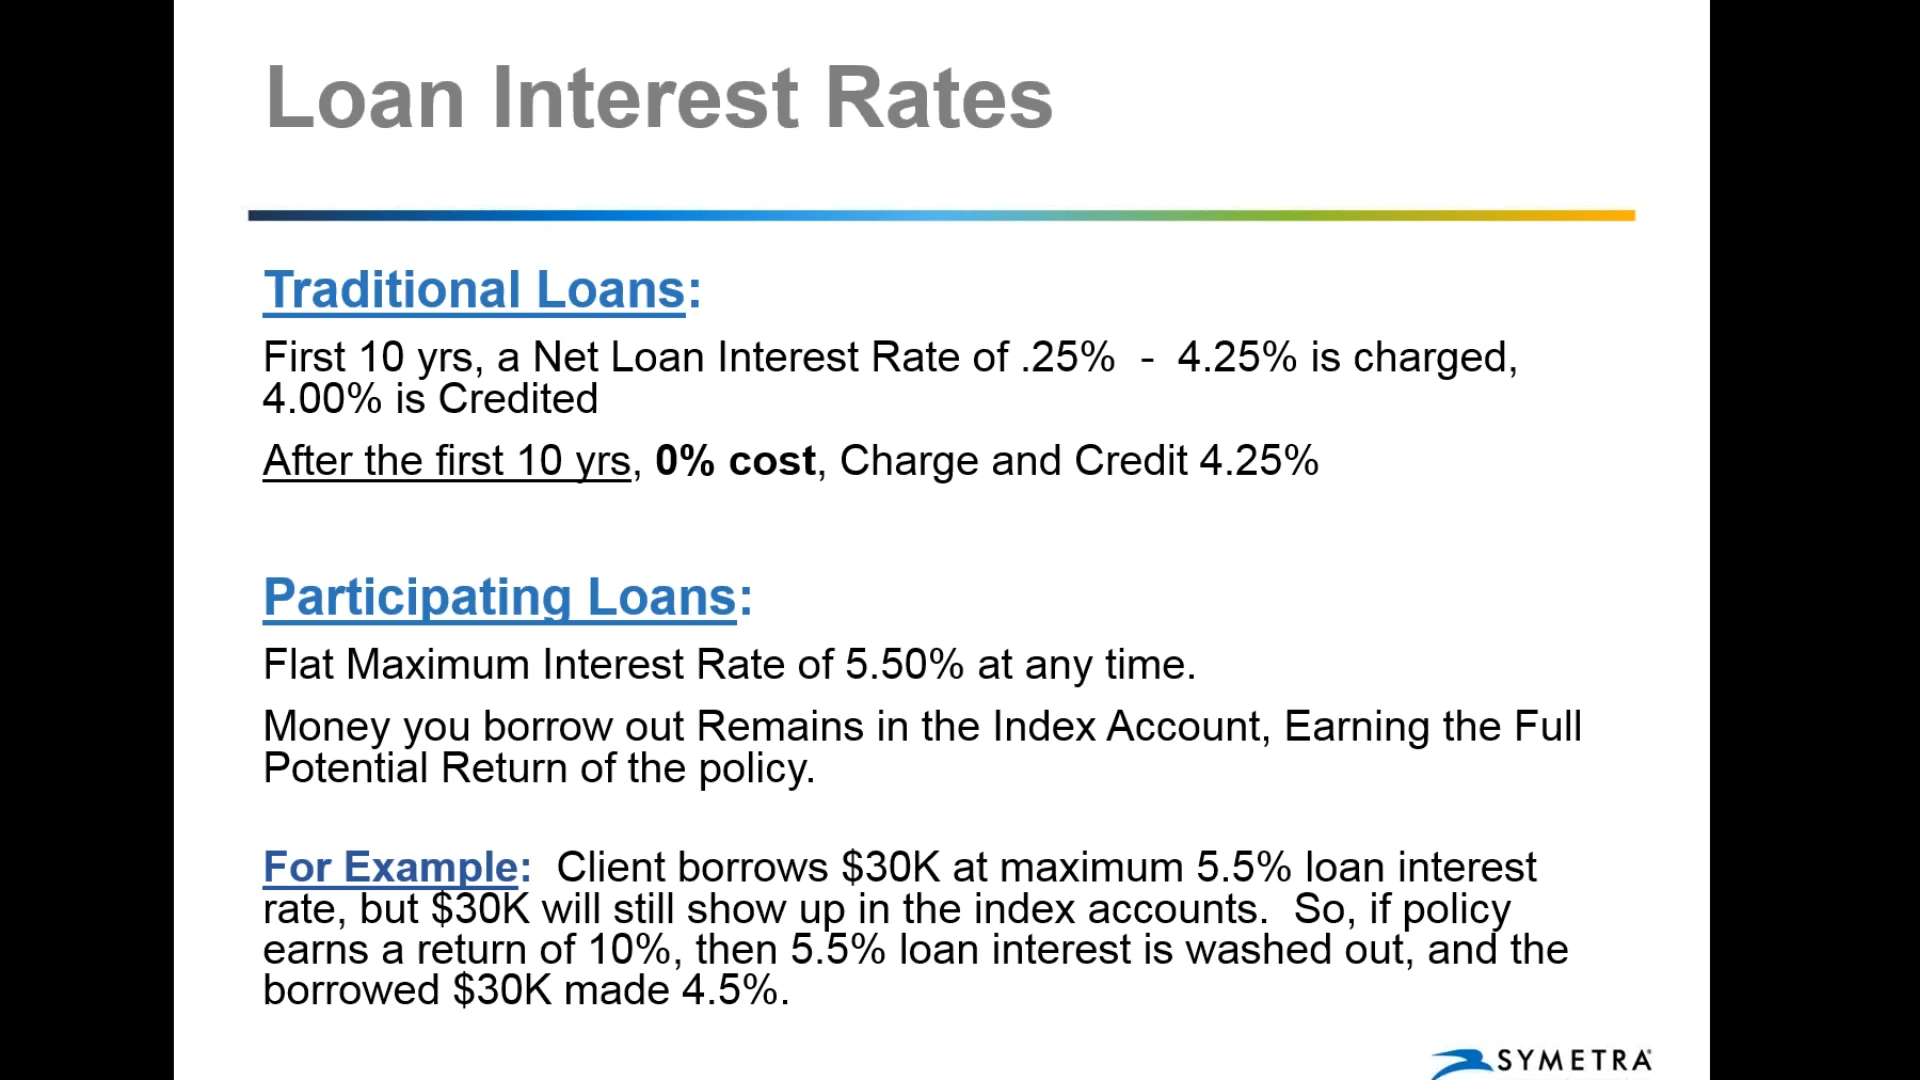 Loan Interest Rates
Traditional Loans:
First 10 yrs, a Net Loan Interest Rate of .25%  -  4.25% is charged,
4.00% is Credited
After the first 10 yrs, 0% cost, Charge and Credit 4.25%
Participating Loans:
Flat Maximum Interest Rate of 5.50% at any time.
Money you borrow out Remains in the Index Account, Earning the Full
Potential Return of the policy.
For Example:  Client borrows $30K at maximum 5.5% loan interest
rate, but $30K will still show up in the index accounts.  So, if policy
earns a return of 10%, then 5.5% loan interest is washed out, and the
borrowed $30K made 4.5%.
SYMETRA